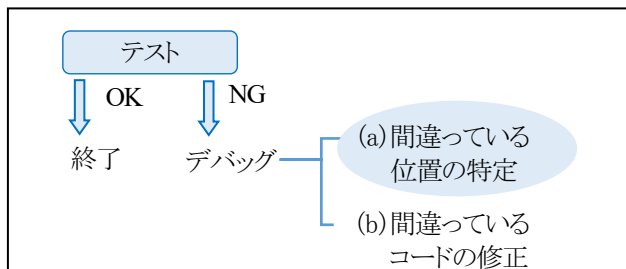 テスト
OK
NG
終了
デバッグ
(a)間違っている
位置の特定
(b)間違っている
コードの修正